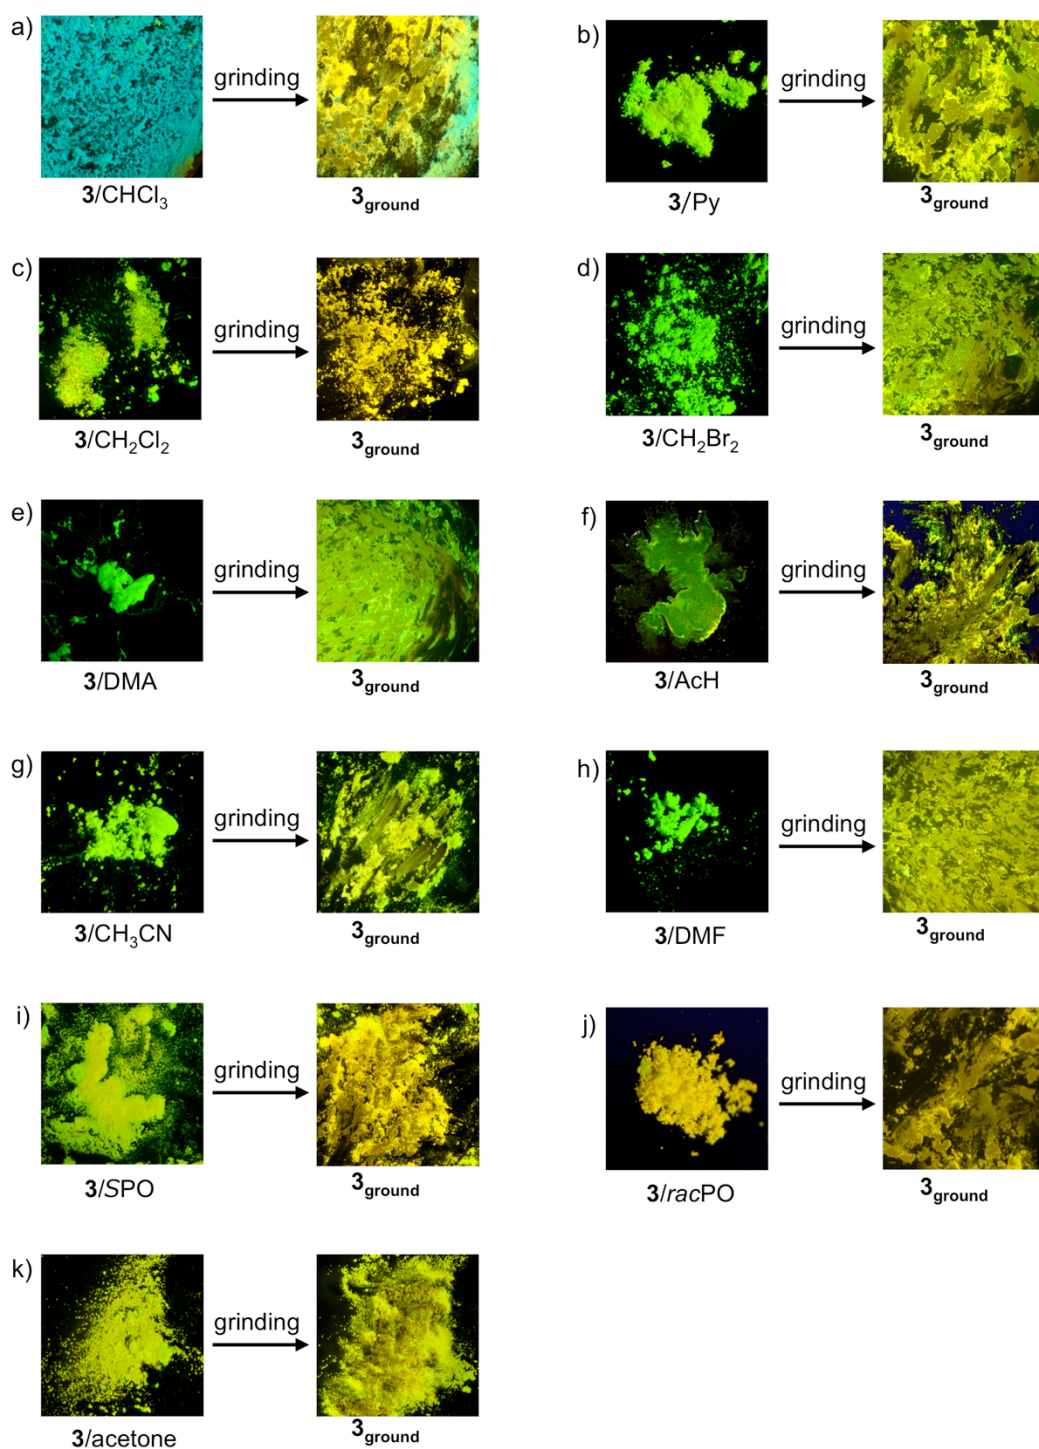 a) grinding
3/CHCl₃ 3ground
b) grinding
3/Py 3ground
c) grinding
3/CH₂Cl₂ 3ground
d) grinding
3/CH₂Br₂ 3ground
e) grinding
3/DMA 3ground
f) grinding
3/AcH 3ground
g) grinding
3/CH₃CN 3ground
h) grinding
3/DMF 3ground
i) grinding
3/SPO 3ground
j) grinding
3/racPO 3ground
k) grinding
3/acetone 3ground